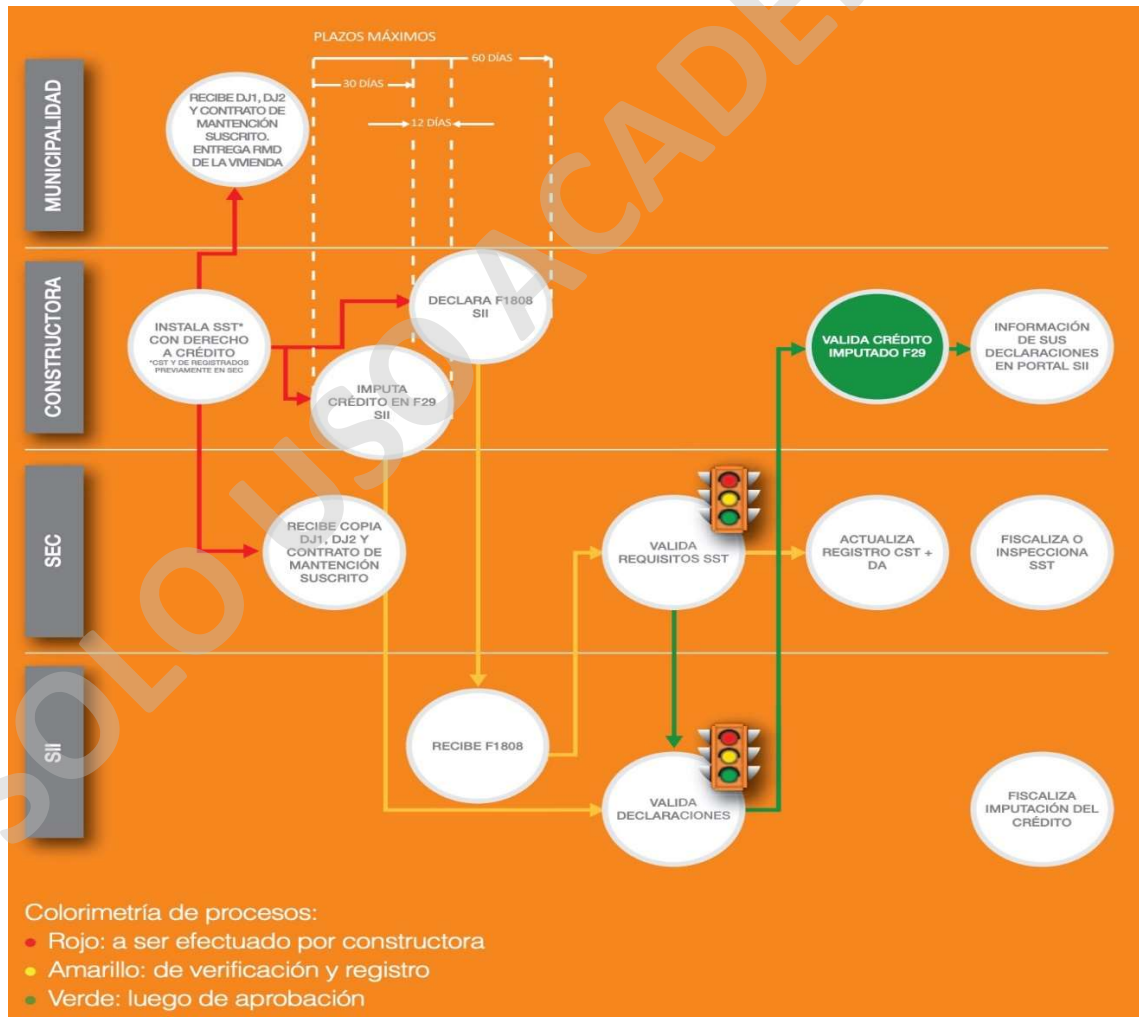 PLAZOS MÁXIMOS
60 DÍAS
30 DÍAS
12 DÍAS
MUNICIPALIDAD
RECIBE DJ1, DJ2
Y CONTRATO DE
MANTENCIÓN
SUSCRITO.
ENTREGA RMD
DE LA VIVIENDA
CONSTRUCTORA
INSTALA SST*
CON DERECHO
A CRÉDITO
*CST Y DE REGISTRADOS
PREVIAMENTE EN SEC
DECLARA F1808
SII
IMPUTA
CRÉDITO EN F29
SII
VALIDA CRÉDITO
IMPUTADO F29
INFORMACIÓN
DE SUS
DECLARACIONES
EN PORTAL SII
SEC
RECIBE COPIA
DJ1, DJ2 Y
CONTRATO DE
MANTENCIÓN
SUSCRITO
VALIDA
REQUISITOS SST
ACTUALIZA
REGISTRO CST +
DA
FISCALIZA O
INSPECCIONA
SST
SII
RECIBE F1808
VALIDA
DECLARACIONES
FISCALIZA
IMPUTACIÓN DEL
CRÉDITO
Colorimetría de procesos:
• Rojo: a ser efectuado por constructora
• Amarillo: de verificación y registro
• Verde: luego de aprobación
SOLO USO ACADE